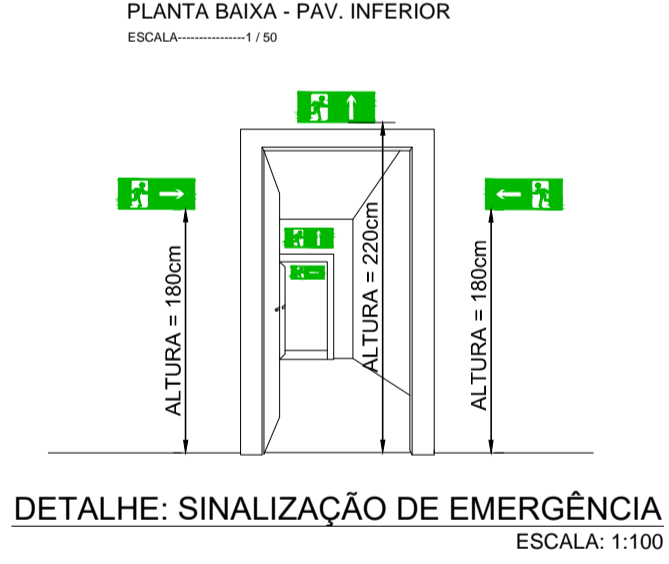 PLANTA BAIXA - PAV. INFERIOR
ESCALA----------------1 / 50
ALTURA = 180cm
ALTURA = 220cm
ALTURA = 180cm
DETALHE: SINALIZAÇÃO DE EMERGÊNCIA
ESCALA: 1:100